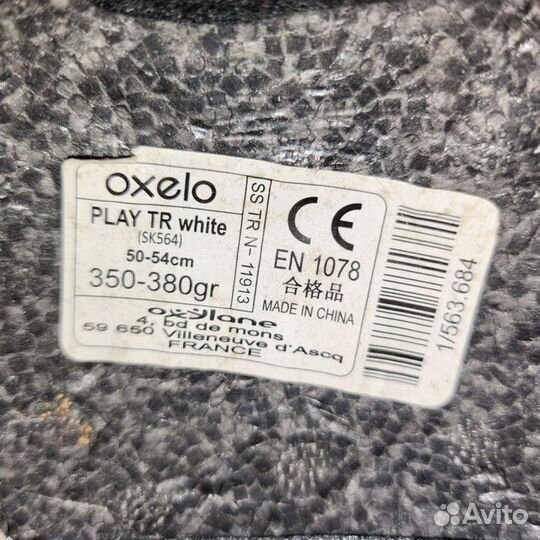 oxelo
PLAY TR white
(SK564)
50-54cm
350-380gr
SS TR N- 11913
CE
EN 1078
合格品
MADE IN CHINA
oxylane
4, bd de mons
59 650 Villeneuve d'Ascq
FRANCE
1/563.684
Avito